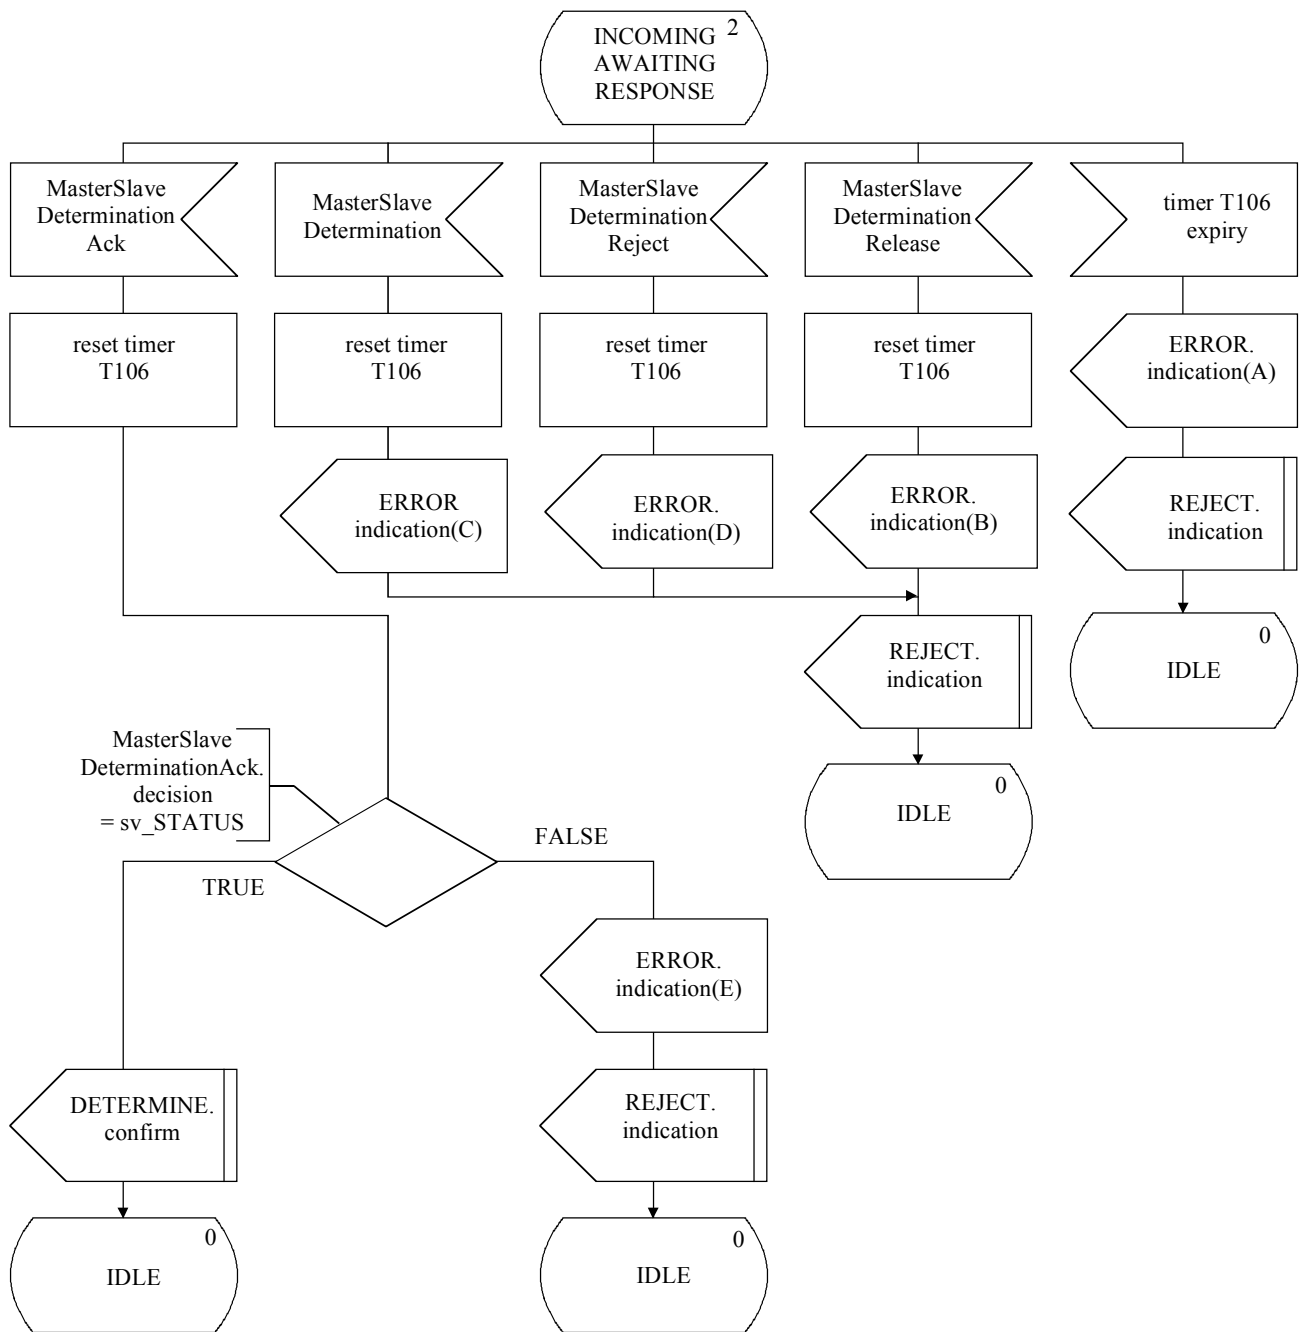 INCOMING 2
AWAITING
RESPONSE
MasterSlave
Determination
Ack
MasterSlave
Determination
MasterSlave
Determination
Reject
MasterSlave
Determination
Release
timer T106
expiry
reset timer
T106
reset timer
T106
reset timer
T106
reset timer
T106
ERROR.
indication(A)
ERROR
indication(C)
ERROR.
indication(D)
ERROR.
indication(B)
REJECT.
indication
0
IDLE
REJECT.
indication
0
IDLE
MasterSlave
DeterminationAck.
decision
= sv_STATUS
FALSE
TRUE
ERROR.
indication(E)
DETERMINE.
confirm
REJECT.
indication
0
IDLE
0
IDLE